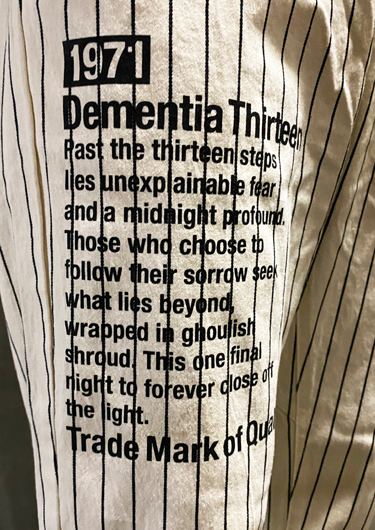 1971
Dementia Thirteen
Past the thirteen steps
lies unexplainable fear
and a midnight profound.
Those who choose to
follow their sorrow seek
what lies beyond,
wrapped in ghoulish
shroud. This one final
night to forever close off
the light.
Trade Mark of